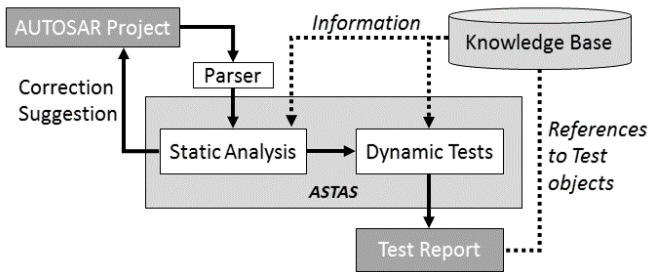 AUTOSAR Project
Information
Knowledge Base
Parser
Correction
Suggestion
Static Analysis
Dynamic Tests
References
to Test
objects
ASTAS
Test Report